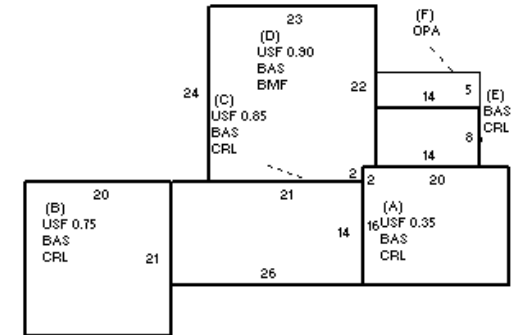 23
(F)
OPA
(D)
USF 0.90
BAS
BMF
24
22
5
14
(C)
USF 0.85
BAS
CRL
(E)
BAS
CRL
8
14
2
2
20
20
21
(B)
USF 0.75
BAS
CRL
21
14
16
(A)
USF 0.35
BAS
CRL
26